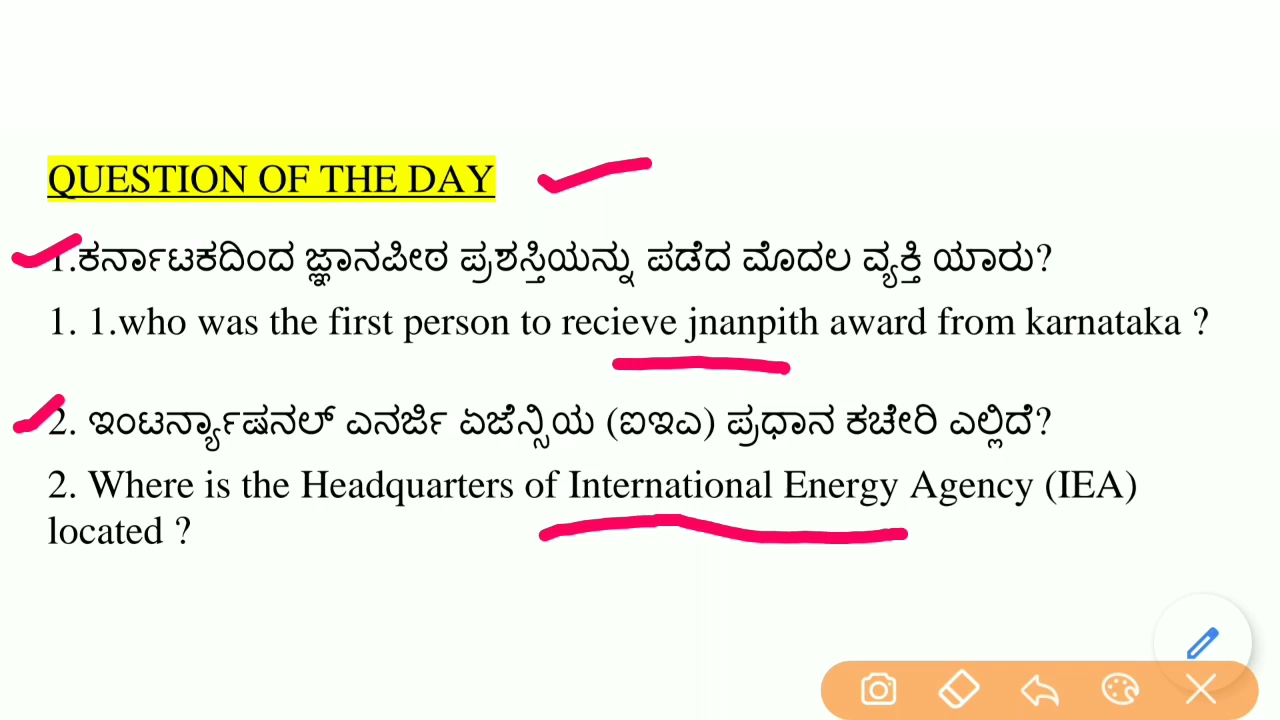 QUESTION OF THE DAY
1.ಕರ್ನಾಟಕದಿಂದ ಜ್ಞಾನಪೀಠ ಪ್ರಶಸ್ತಿಯನ್ನು ಪಡೆದ ಮೊದಲ ವ್ಯಕ್ತಿ ಯಾರು?
1. 1.who was the first person to recieve jnanpith award from karnataka ?
2. ಇಂಟರ್ನ್ಯಾಷನಲ್ ಎನರ್ಜಿ ಏಜೆನ್ಸಿಯ (ಐಇಎ) ಪ್ರಧಾನ ಕಚೇರಿ ಎಲ್ಲಿದೆ?
2. Where is the Headquarters of International Energy Agency (IEA)
located ?